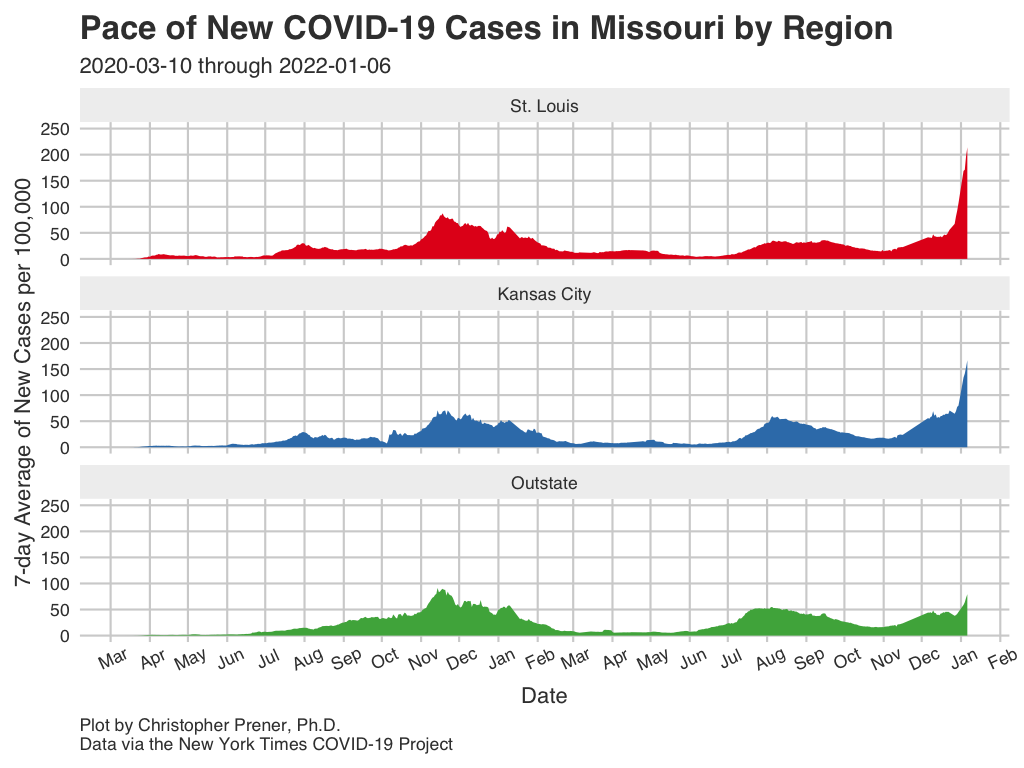 Pace of New COVID-19 Cases in Missouri by Region
2020-03-10 through 2022-01-06
7-day Average of New Cases per 100,000
St. Louis
250
200
150
100
50
0
Kansas City
250
200
150
100
50
0
Outstate
250
200
150
100
50
0
Mar Apr May Jun Jul Aug Sep Oct Nov Dec Jan Feb Mar Apr May Jun Jul Aug Sep Oct Nov Dec Jan Feb
Date
Plot by Christopher Prener, Ph.D.
Data via the New York Times COVID-19 Project